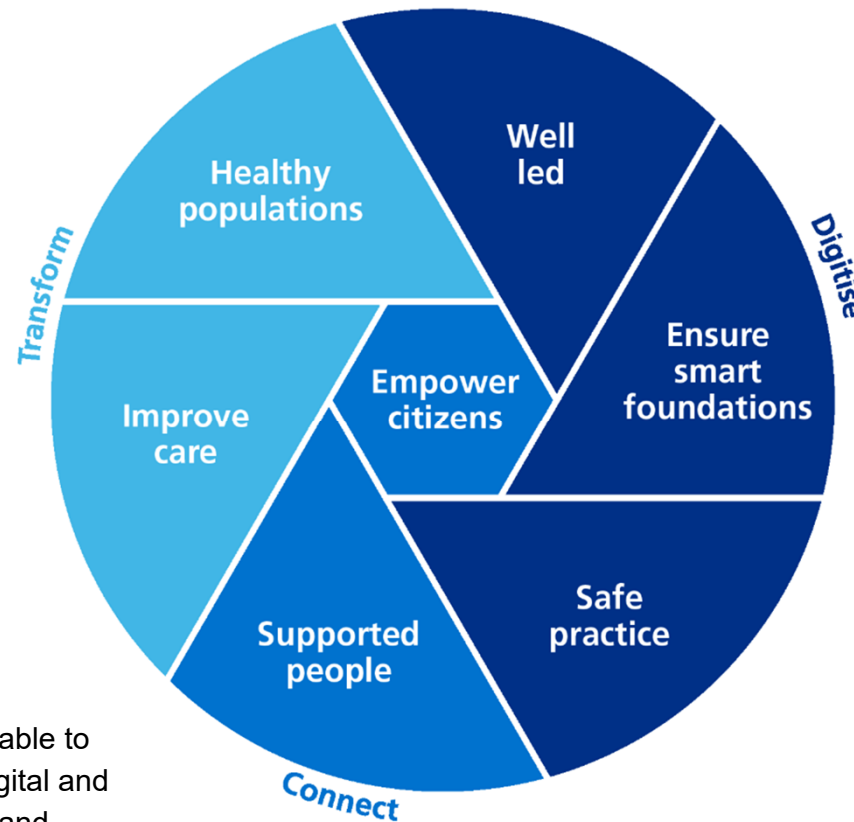 Well
led
Healthy
populations
Transform
Digitise
Ensure
smart
foundations
Empower
citizens
Improve
care
Safe
practice
Supported
people
able to
gital and
and
Connect